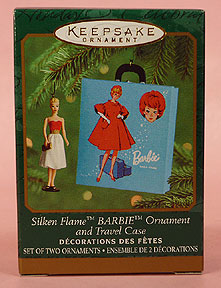 KEEPSAKE
ORNAMENT
Barbie
Silken Flame™ BARBIE™ Ornament
and Travel Case
DÉCORATIONS DES FÊTES
SET OF TWO ORNAMENTS • ENSEMBLE DE 2 DÉCORATIONS